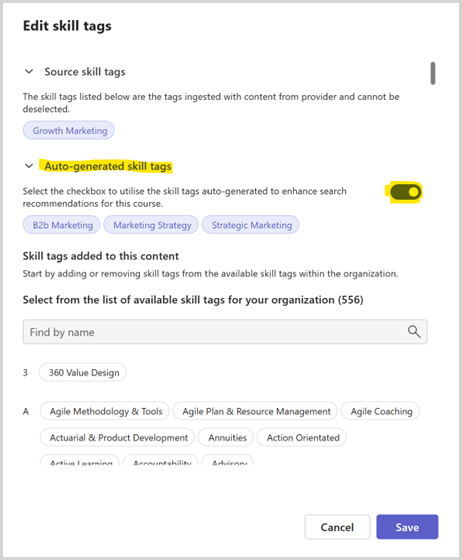 Edit skill tags
Source skill tags
The skill tags listed below are the tags ingested with content from provider and cannot be
deselected.
Growth Marketing
Auto-generated skill tags
Select the checkbox to utilise the skill tags auto-generated to enhance search
recommendations for this course.
B2b Marketing Marketing Strategy Strategic Marketing
Skill tags added to this content
Start by adding or removing skill tags from the available skill tags within the organization.
Select from the list of available skill tags for your organization (556)
Find by name
3 360 Value Design
A Agile Methodology & Tools Agile Plan & Resource Management Agile Coaching
Actuarial & Product Development Annuities Action Orientated
Active Learning Accountability Advisory
Cancel Save